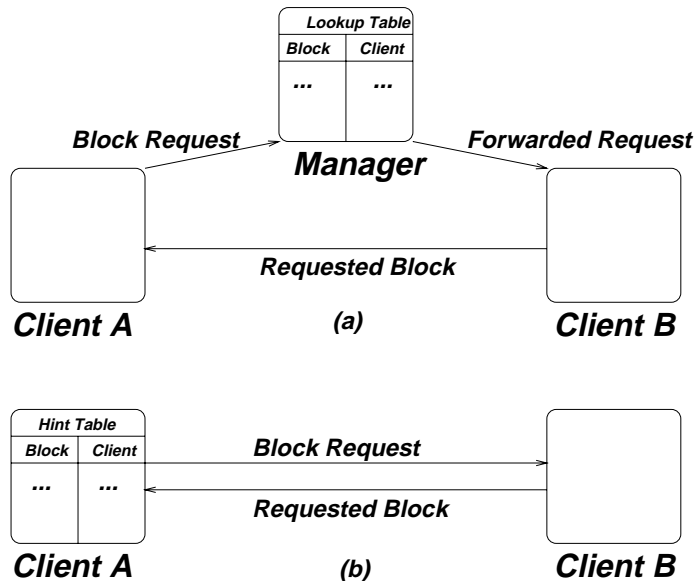 Lookup Table
Block Client
... ...
Block Request
Forwarded Request
Manager
Requested Block
Client A
(a)
Client B
Hint Table
Block Client
... ...
Block Request
Requested Block
Client A
(b)
Client B